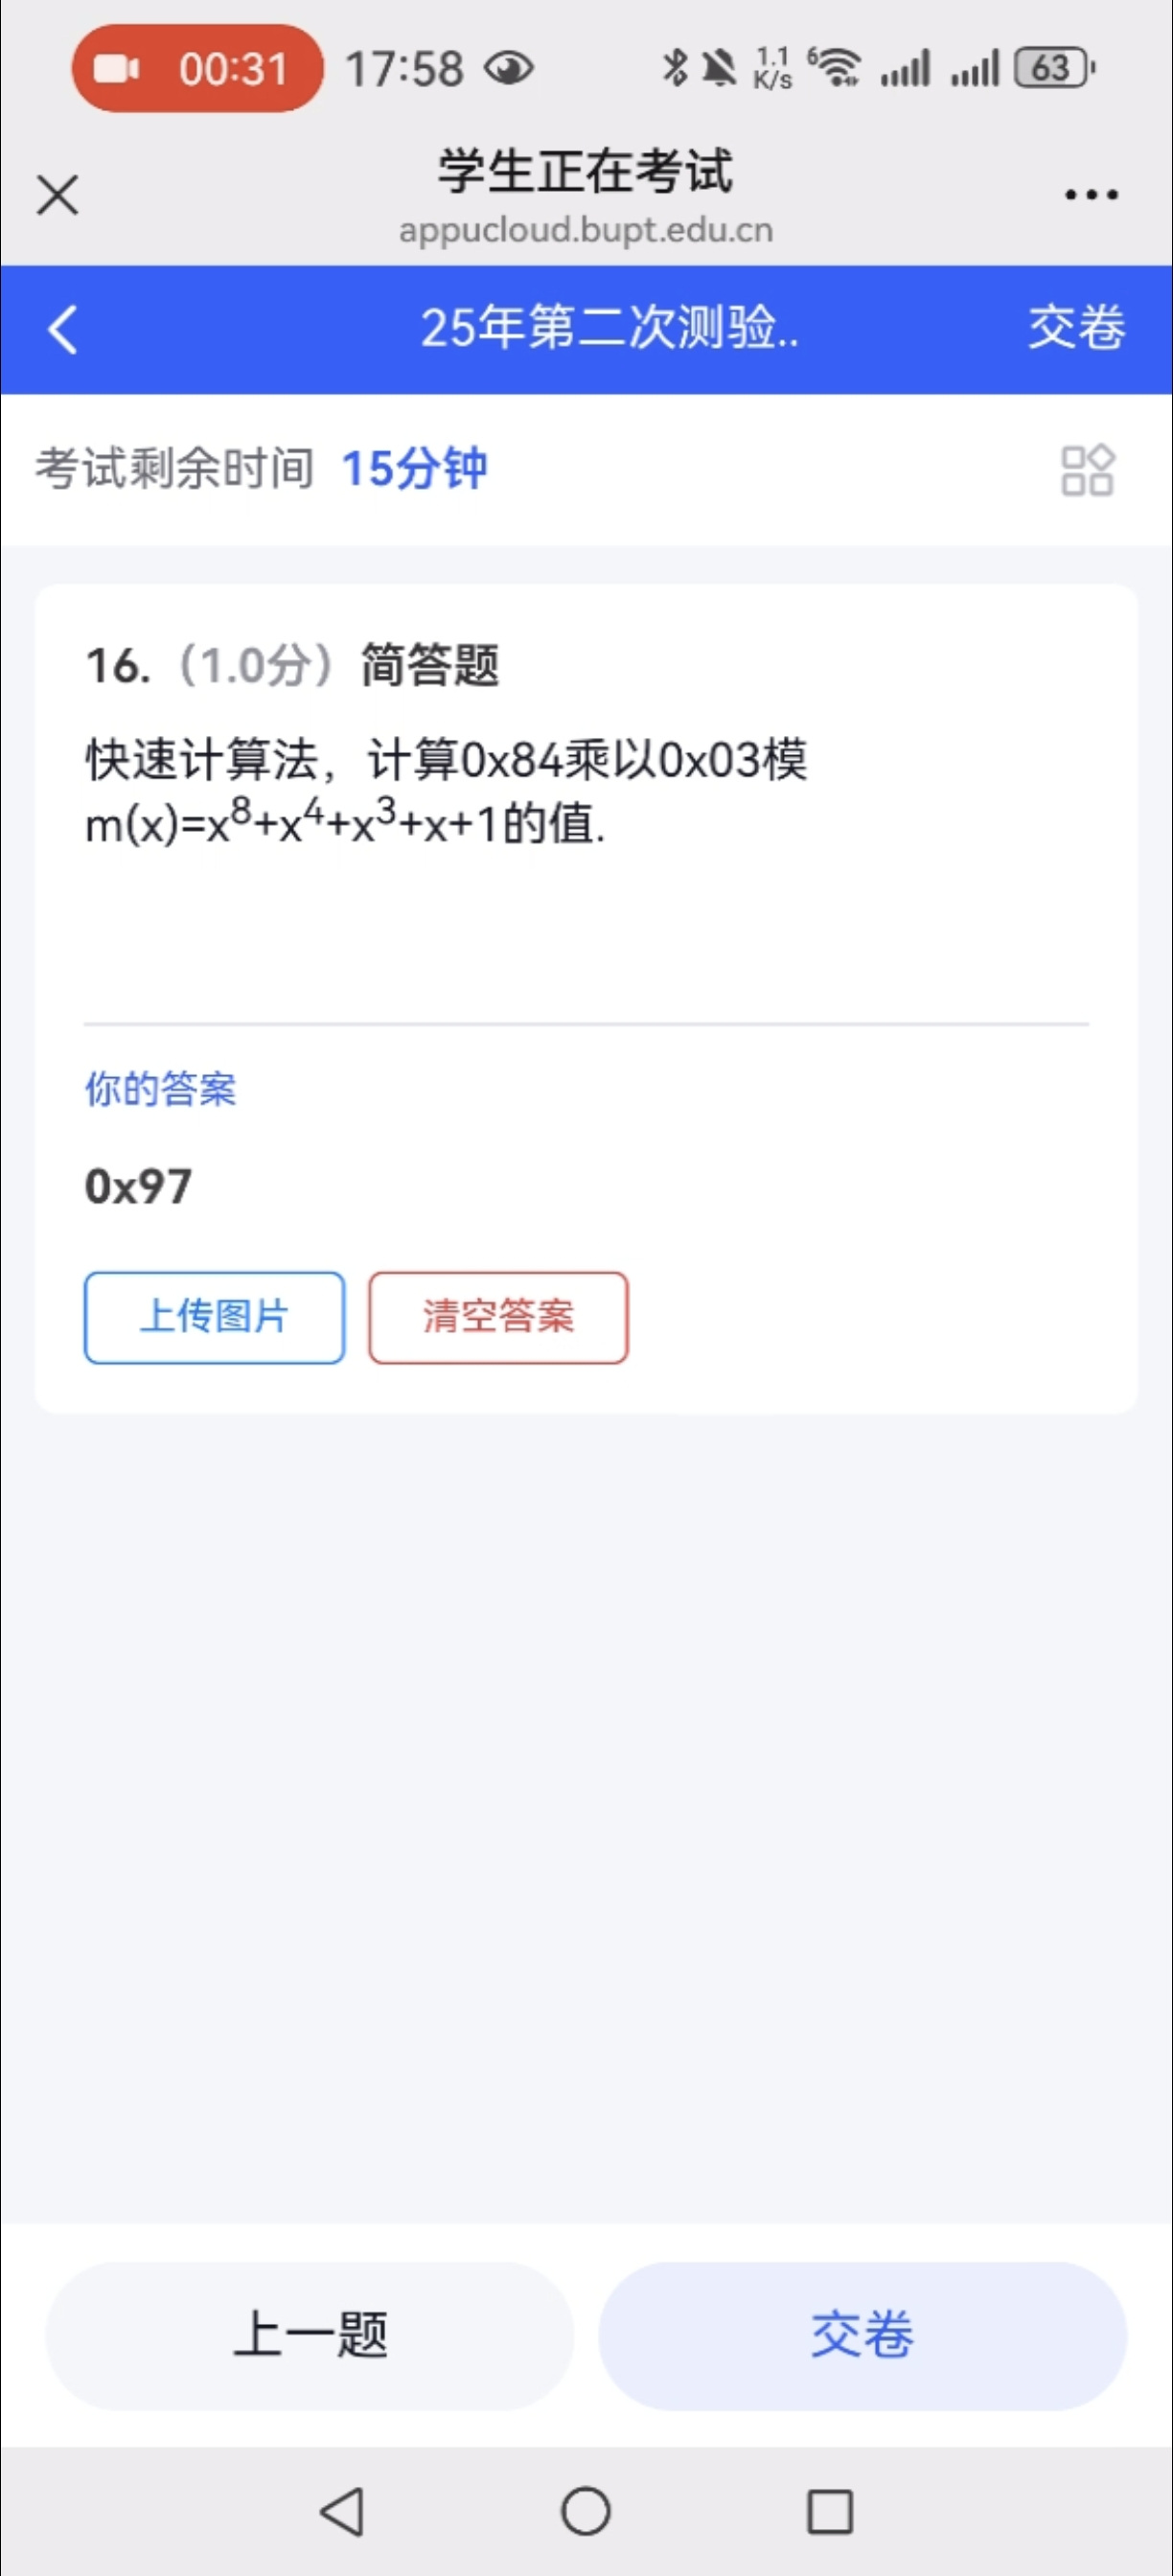 00:31 17:58 1.1 K/s 6 63
学生正在考试
appucloud.bupt.edu.cn
25年第二次测验.. 交卷
考试剩余时间 15分钟
16.（1.0分）简答题
快速计算法，计算0x84乘以0x03模
m(x)=x⁸+x⁴+x³+x+1的值.
你的答案
0x97
上传图片 清空答案
上一题 交卷